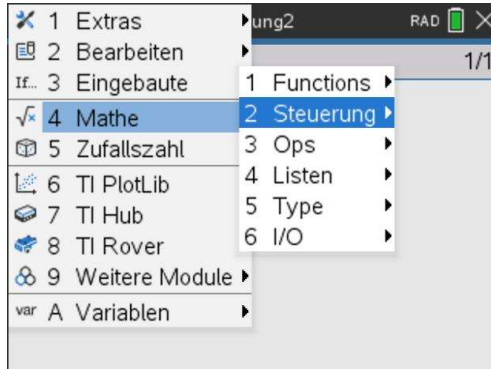 1 Extras
2 Bearbeiten
If... 3 Eingebaute
√x 4 Mathe
5 Zufallszahl
6 TI PlotLib
7 TI Hub
8 TI Rover
9 Weitere Module
var A Variablen
1 Functions
2 Steuerung
3 Ops
4 Listen
5 Type
6 I/O
ung2
RAD
1/1